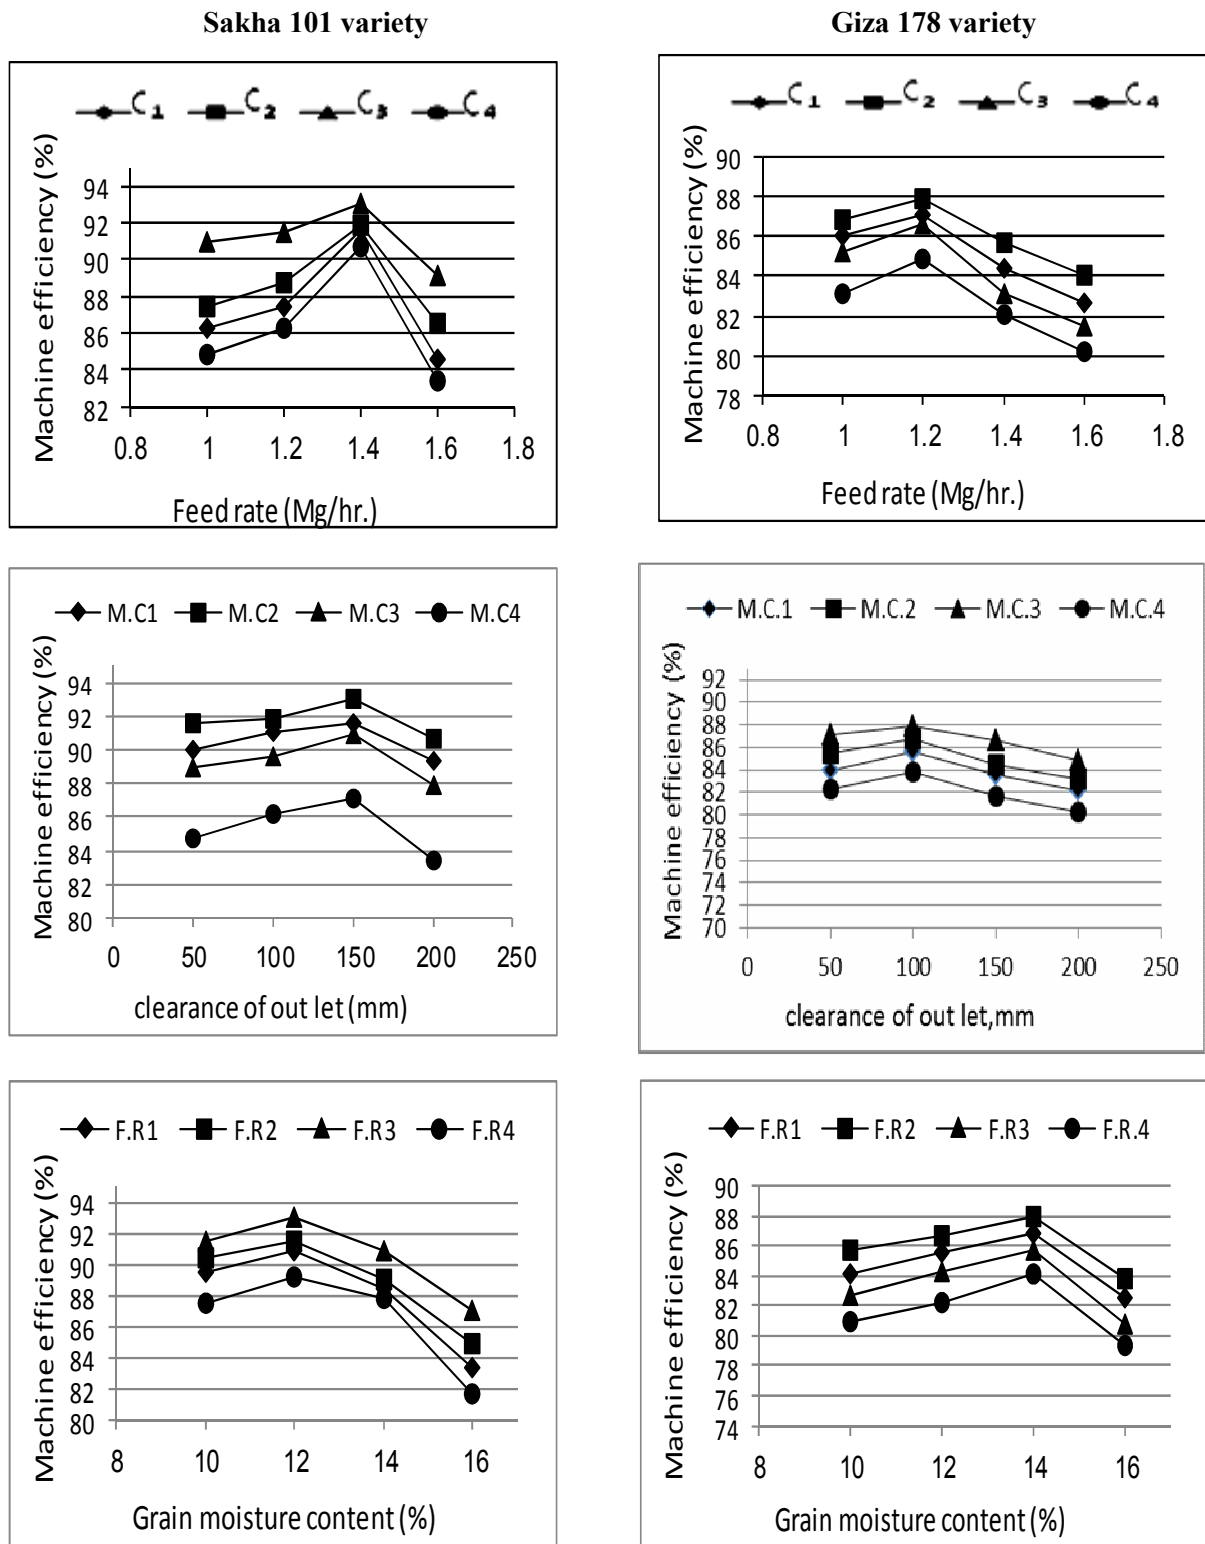 Sakha 101 variety
C1 C2 C3 C4
Machine efficiency (%)
94
92
90
88
86
84
82
0.8 1 1.2 1.4 1.6 1.8
Feed rate (Mg/hr.)
Giza 178 variety
C1 C2 C3 C4
Machine efficiency (%)
90
88
86
84
82
80
78
0.8 1 1.2 1.4 1.6 1.8
Feed rate (Mg/hr.)
M.C1 M.C2 M.C3 M.C4
Machine efficiency (%)
94
92
90
88
86
84
82
80
0 50 100 150 200 250
clearance of out let (mm)
M.C.1 M.C.2 M.C.3 M.C.4
Machine efficiency (%)
92
90
88
86
84
82
80
78
76
74
72
70
0 50 100 150 200 250
clearance of out let,mm
F.R1 F.R2 F.R3 F.R4
Machine efficiency (%)
94
92
90
88
86
84
82
80
8 10 12 14 16
Grain moisture content (%)
F.R1 F.R2 F.R3 F.R.4
Machine efficiency (%)
90
88
86
84
82
80
78
76
74
8 10 12 14 16
Grain moisture content (%)